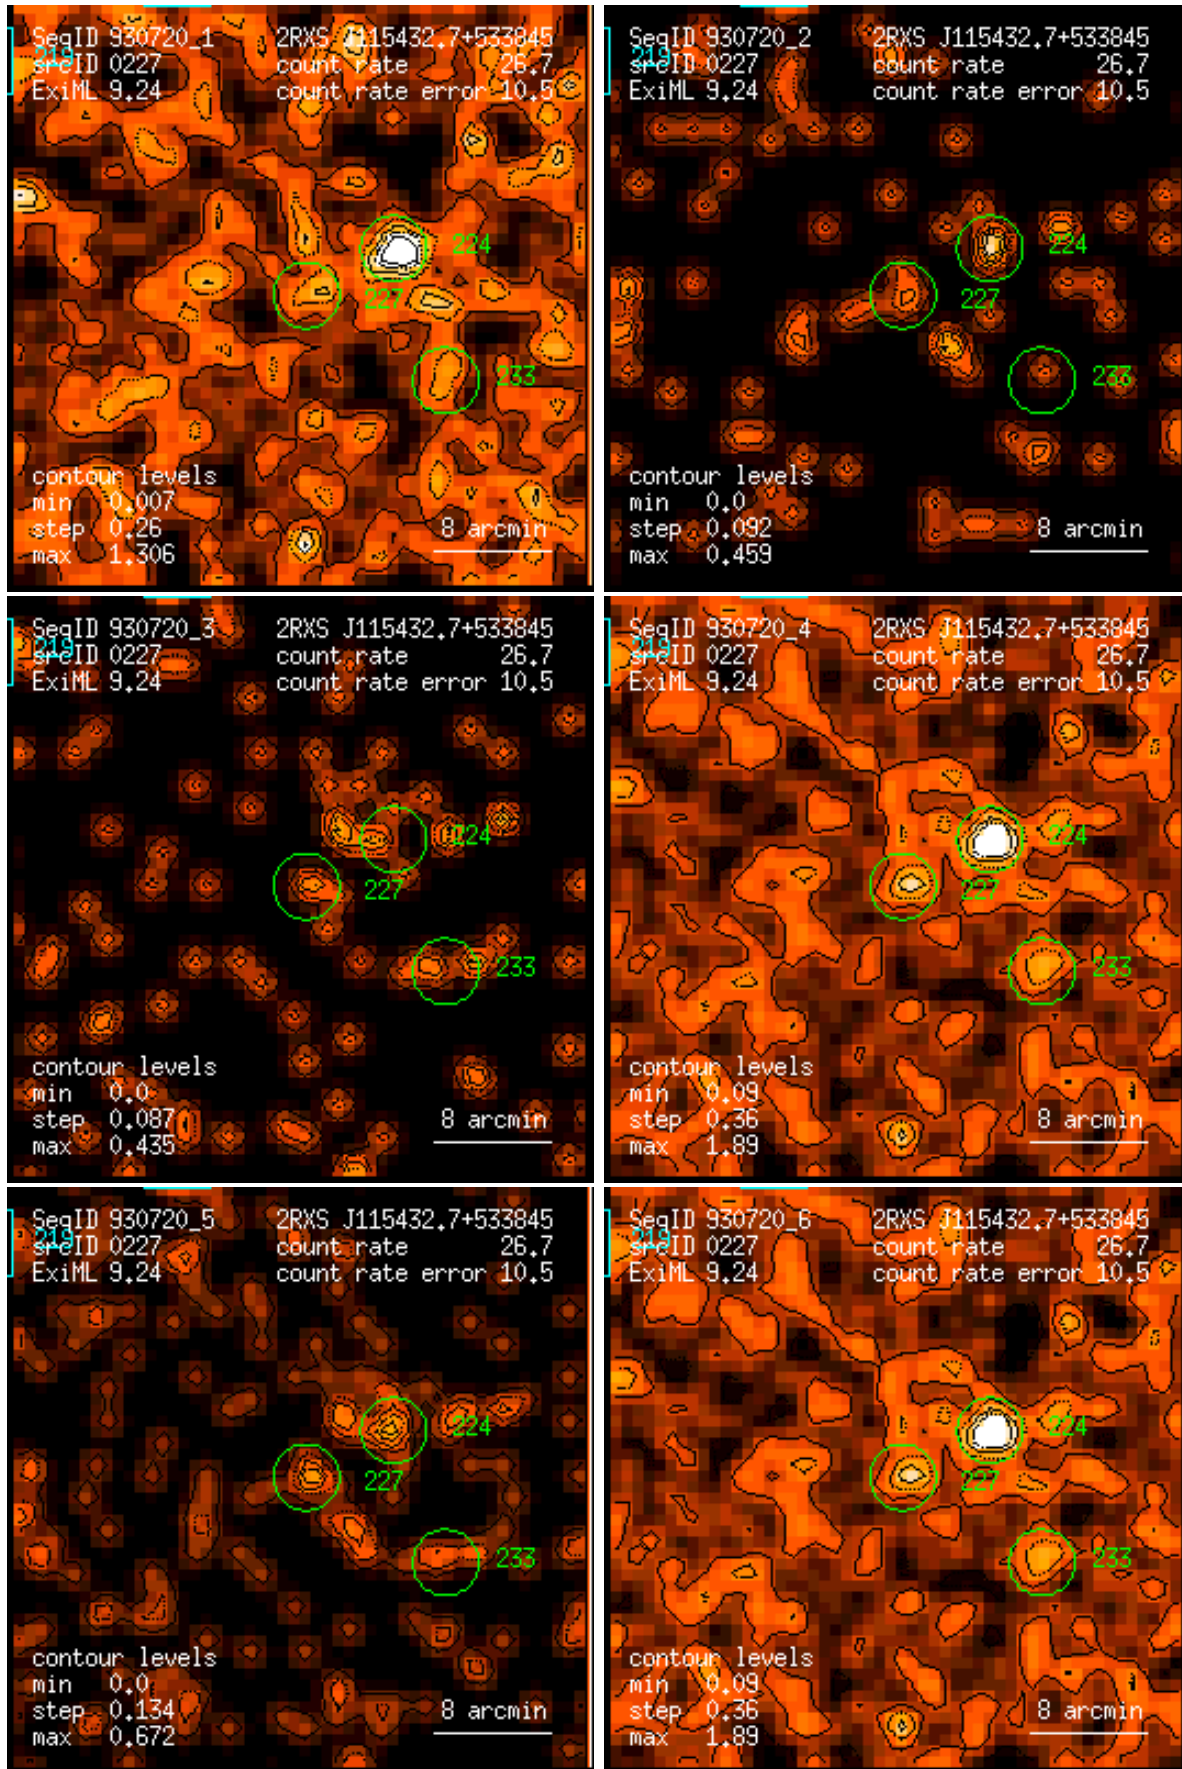 SeqID 930720_1 2RXS J115432.7+533845
219
srcID 0227 count rate 26.7
ExiML 9.24 count rate error 10.5
224
227
233
contour levels
min 0.007
step 0.26
max 1.306
8 arcmin
SeqID 930720_2 2RXS J115432.7+533845
219
srcID 0227 count rate 26.7
ExiML 9.24 count rate error 10.5
224
227
233
contour levels
min 0.0
step 0.092
max 0.459
8 arcmin
SeqID 930720_3 2RXS J115432.7+533845
219
srcID 0227 count rate 26.7
ExiML 9.24 count rate error 10.5
224
227
233
contour levels
min 0.0
step 0.087
max 0.435
8 arcmin
SeqID 930720_4 2RXS J115432.7+533845
219
srcID 0227 count rate 26.7
ExiML 9.24 count rate error 10.5
224
227
233
contour levels
min 0.09
step 0.36
max 1.89
8 arcmin
SeqID 930720_5 2RXS J115432.7+533845
219
srcID 0227 count rate 26.7
ExiML 9.24 count rate error 10.5
224
227
233
contour levels
min 0.0
step 0.134
max 0.672
8 arcmin
SeqID 930720_6 2RXS J115432.7+533845
219
srcID 0227 count rate 26.7
ExiML 9.24 count rate error 10.5
224
227
233
contour levels
min 0.09
step 0.36
max 1.89
8 arcmin